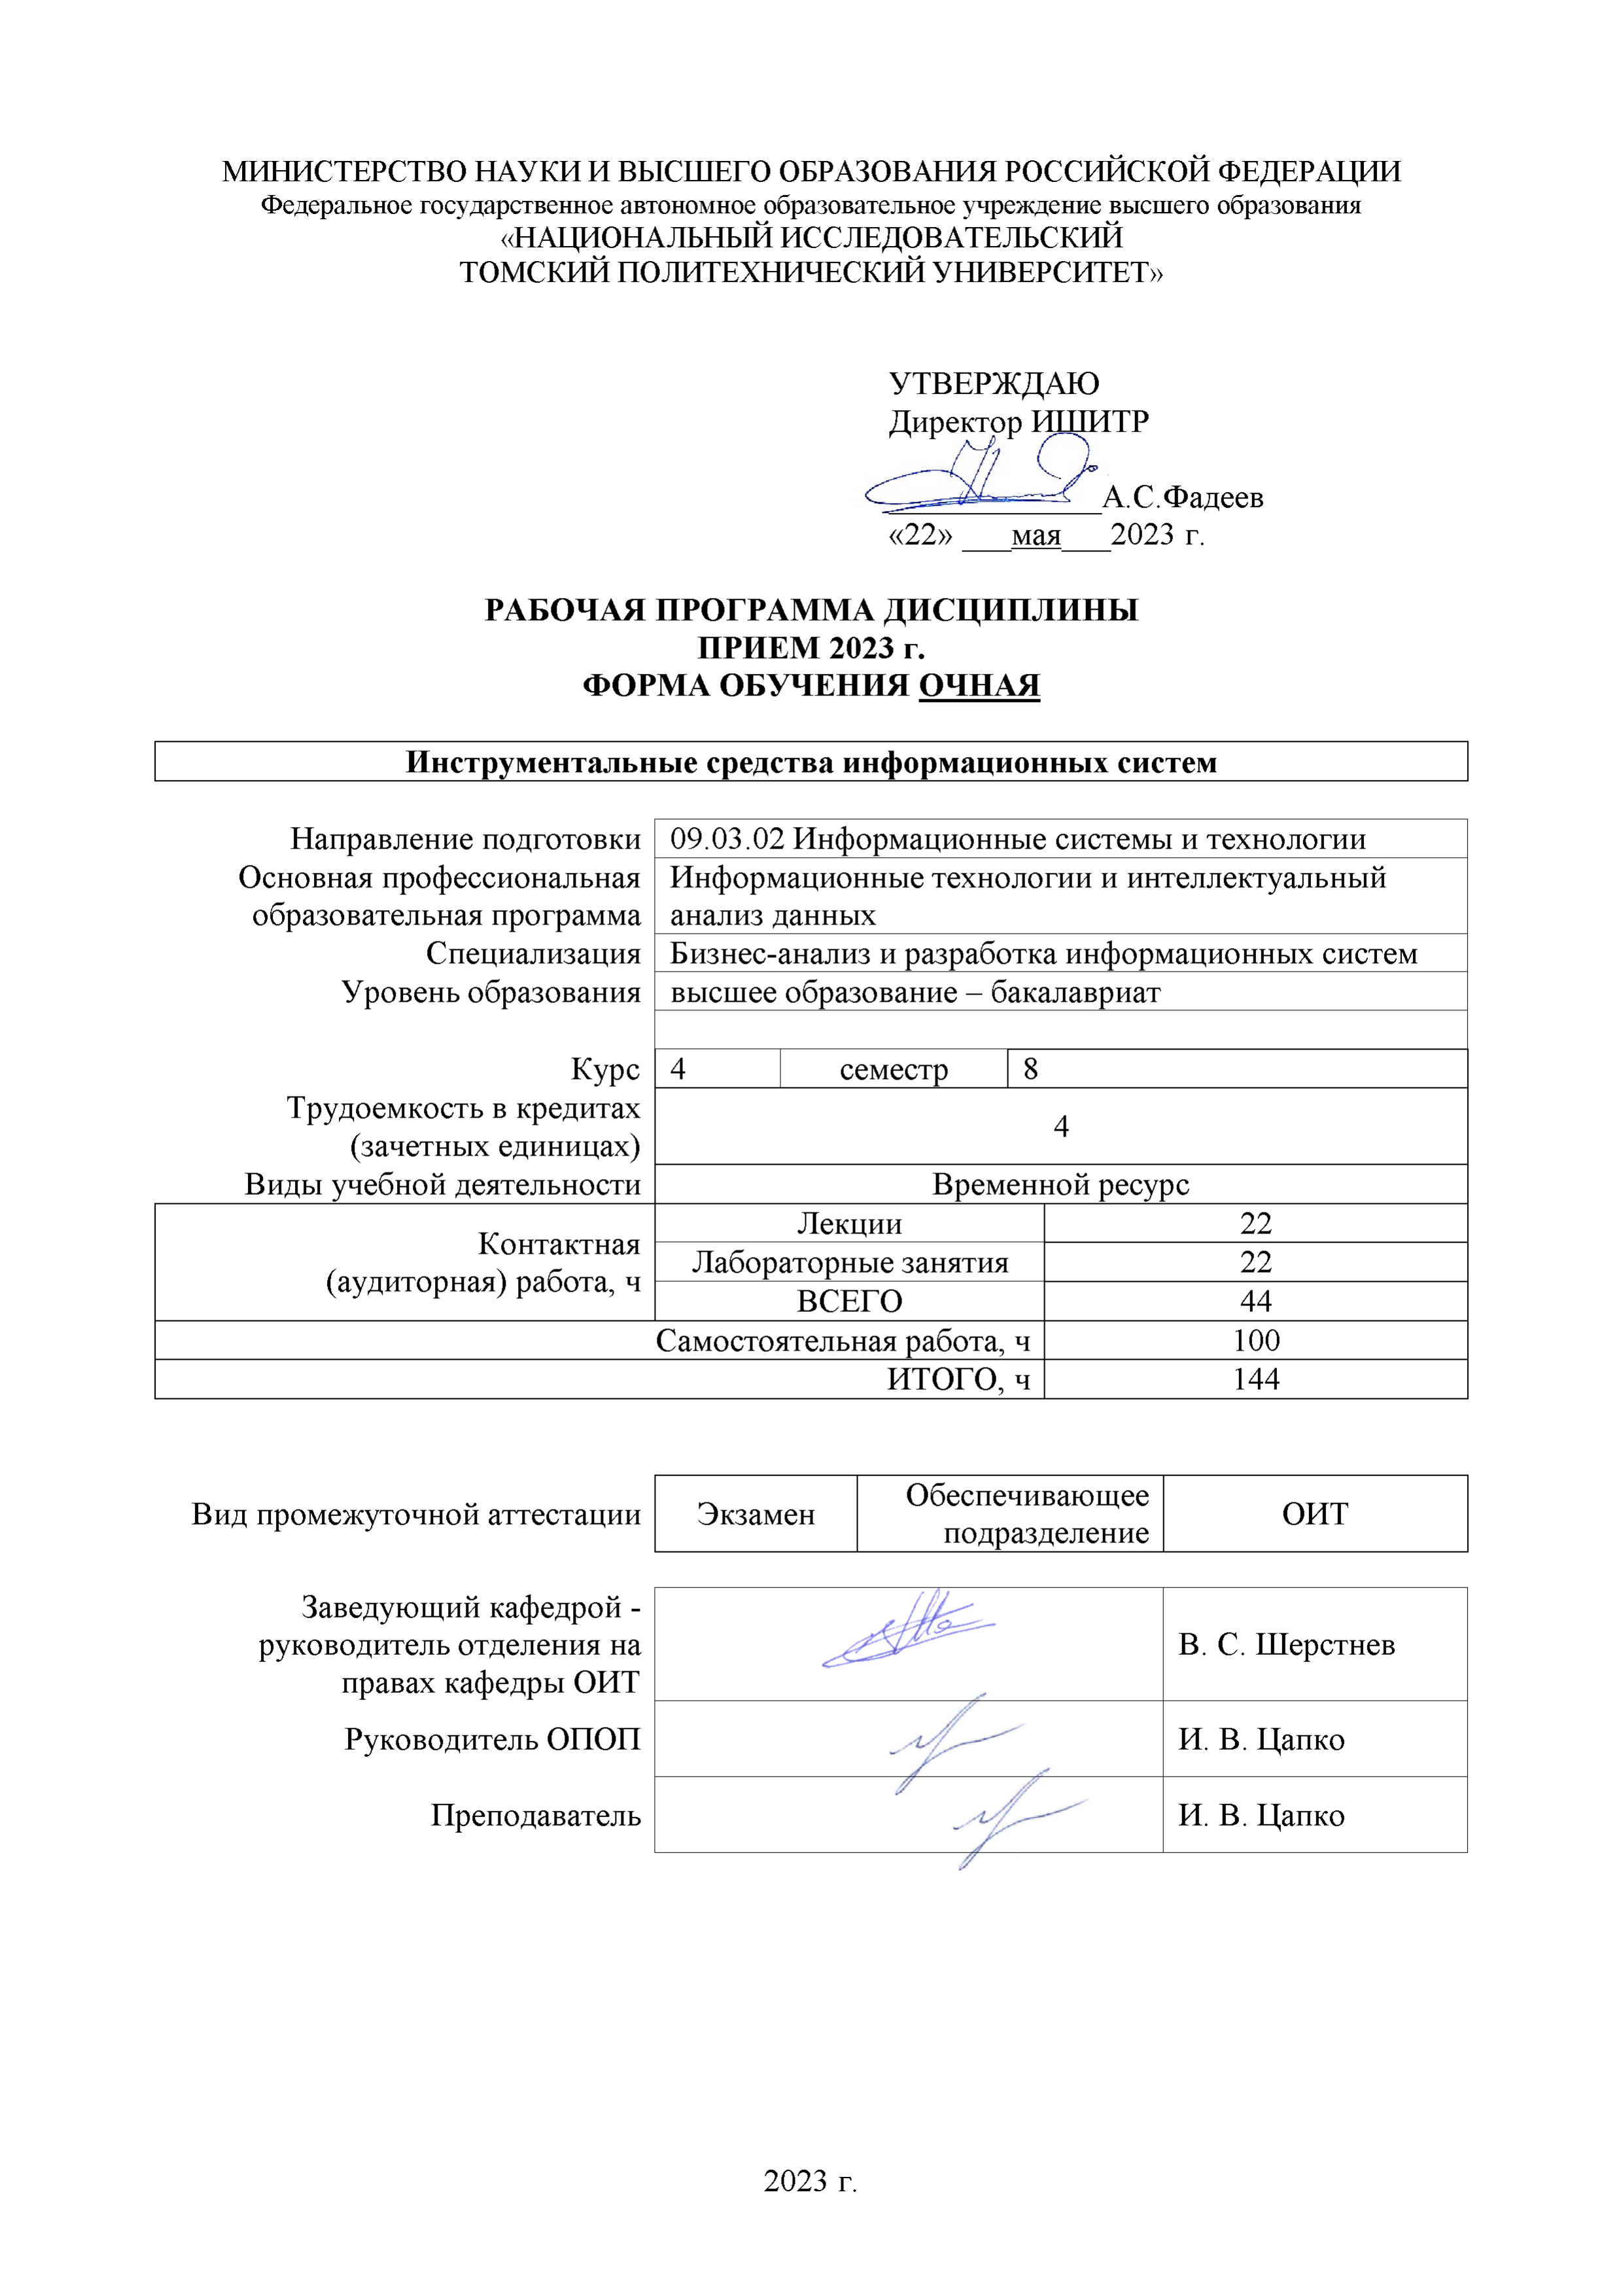 МИНИСТЕРСТВО НАУКИ И ВЫСШЕГО ОБРАЗОВАНИЯ РОССИЙСКОЙ ФЕДЕРАЦИИ
Федеральное государственное автономное образовательное учреждение высшего образования
«НАЦИОНАЛЬНЫЙ ИССЛЕДОВАТЕЛЬСКИЙ
ТОМСКИЙ ПОЛИТЕХНИЧЕСКИЙ УНИВЕРСИТЕТ»
УТВЕРЖДАЮ
Директор ИШИТР
А.С.Фадеев
«22» ___мая___2023 г.
РАБОЧАЯ ПРОГРАММА ДИСЦИПЛИНЫ
ПРИЕМ 2023 г.
ФОРМА ОБУЧЕНИЯ ОЧНАЯ
Инструментальные средства информационных систем
Направление подготовки 09.03.02 Информационные системы и технологии
Основная профессиональная Информационные технологии и интеллектуальный
образовательная программа анализ данных
Специализация Бизнес-анализ и разработка информационных систем
Уровень образования высшее образование – бакалавриат
Курс 4 семестр 8
Трудоемкость в кредитах
(зачетных единицах) 4
Виды учебной деятельности Временной ресурс
Контактная
(аудиторная) работа, ч
Лекции 22
Лабораторные занятия 22
ВСЕГО 44
Самостоятельная работа, ч 100
ИТОГО, ч 144
Вид промежуточной аттестации Экзамен
Обеспечивающее
подразделение
ОИТ
Заведующий кафедрой -
руководитель отделения на
правах кафедры ОИТ
В. С. Шерстнев
Руководитель ОПОП И. В. Цапко
Преподаватель И. В. Цапко
2023 г.